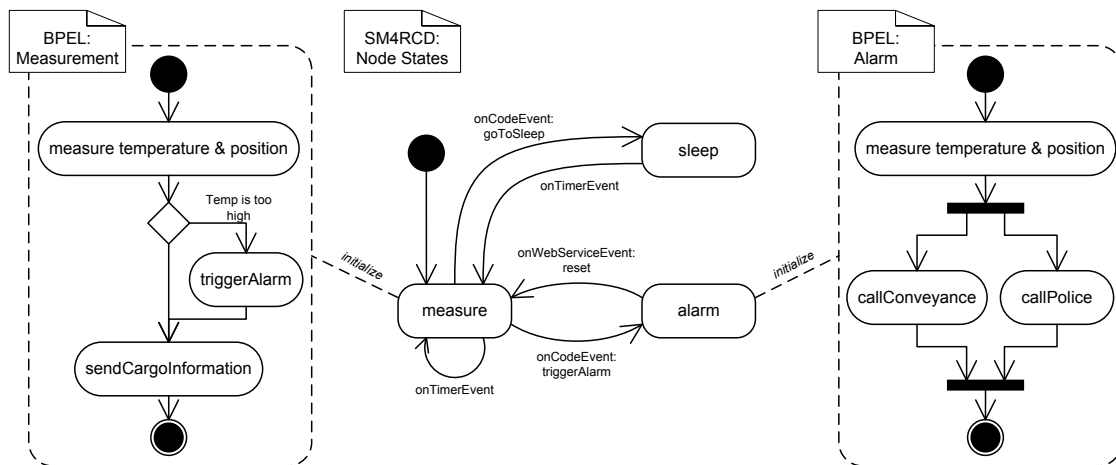 BPEL:
Measurement
measure temperature & position
Temp is too
high
triggerAlarm
sendCargoInformation
initialize
SM4RCD:
Node States
onCodeEvent:
goToSleep
sleep
onTimerEvent
onWebServiceEvent:
reset
measure
alarm
onCodeEvent:
triggerAlarm
onTimerEvent
initialize
BPEL:
Alarm
measure temperature & position
callConveyance
callPolice